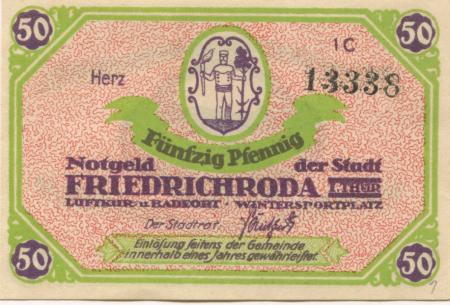 50 50
1C
Herz 13338
Fünfzig Pfennig
Notgeld der Stadt
FRIEDRICHRODA I. THÜR
LUFTKUR U RADKORT · WINTERSPORTPLATZ
Der Stadtrat
Einlösung seitens der Gemeinde
innerhalb eines Jahres gewährleistet.
50 50